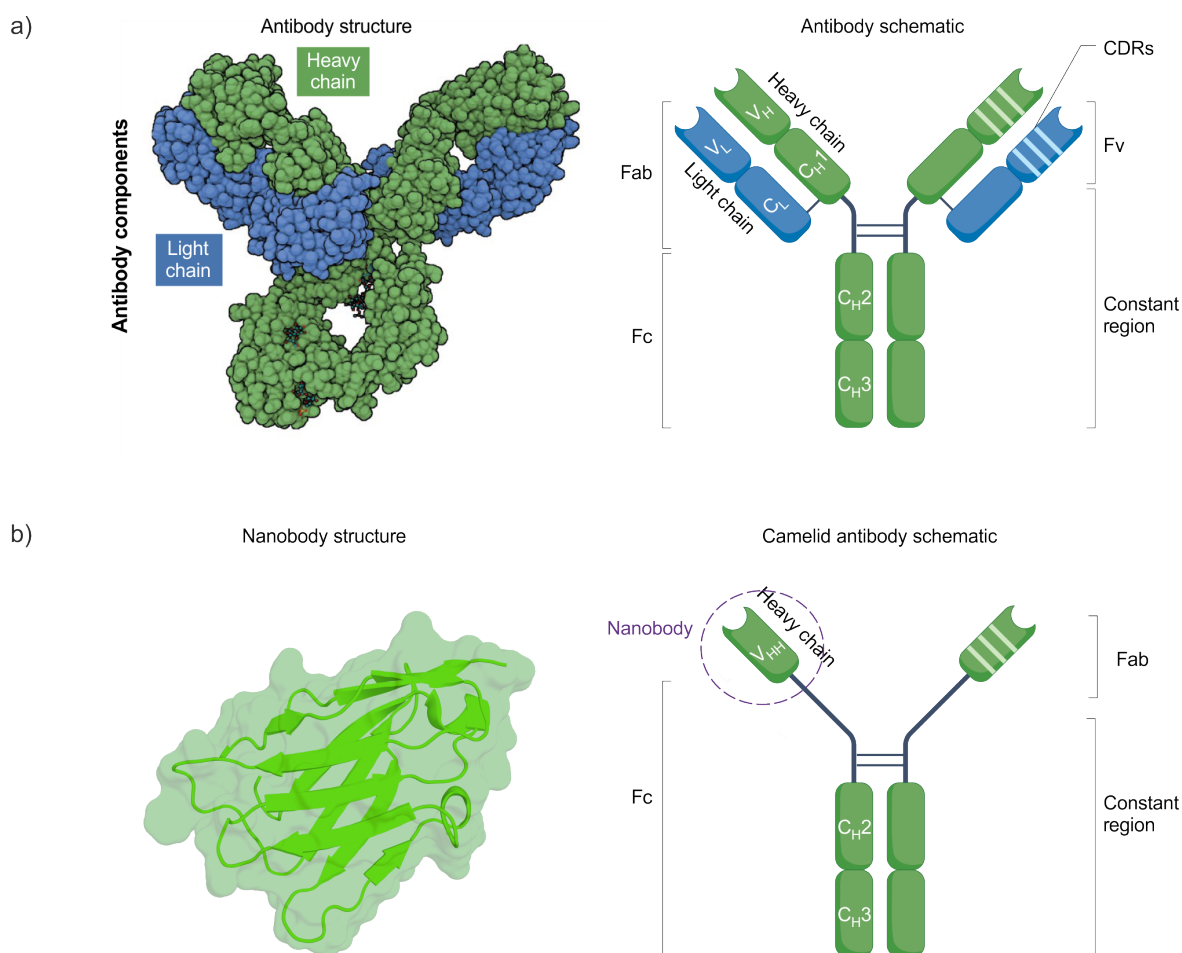 a)
Antibody structure
Antibody schematic
Antibody components
Heavy
chain
Light
chain
CDRs
Fab
Fv
Fc
Constant
region
Heavy chain
Light chain
VH
VL
CH1
CL
CH2
CH3
b)
Nanobody structure
Camelid antibody schematic
Nanobody
Heavy chain
VHH
Fab
Fc
Constant
region
CH2
CH3